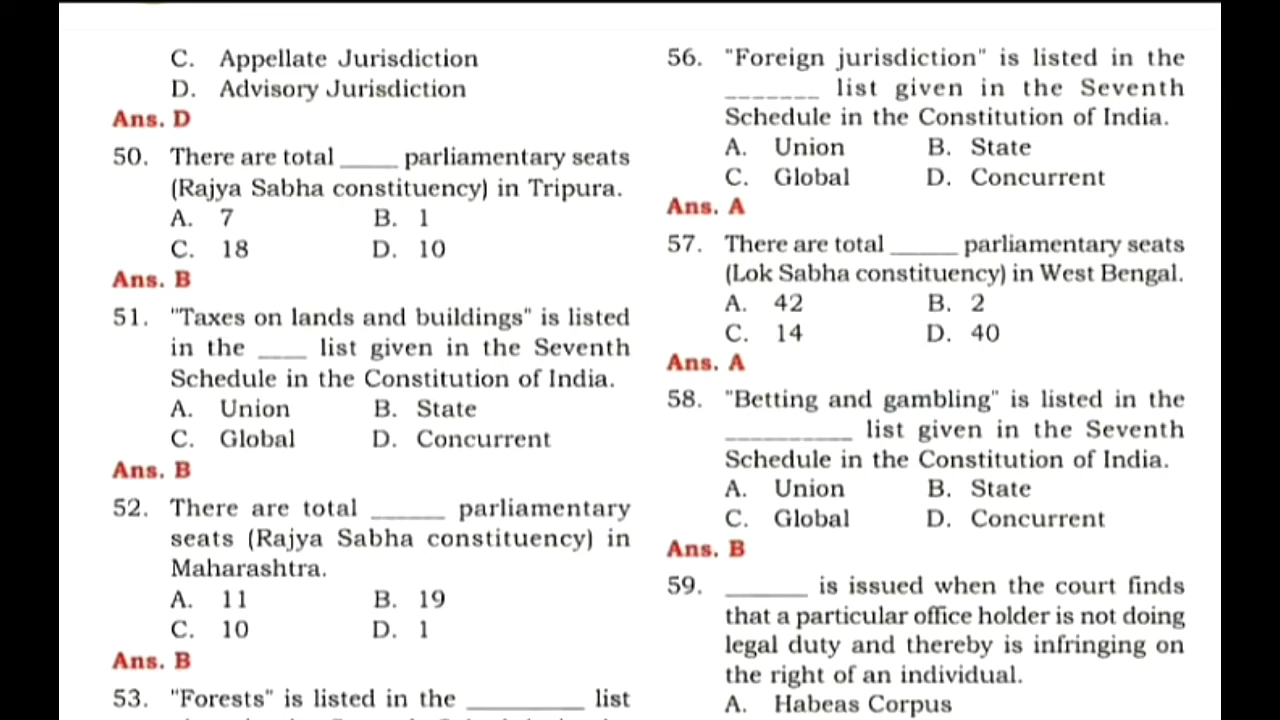 C. Appellate Jurisdiction
D. Advisory Jurisdiction
Ans. D
50. There are total _____ parliamentary seats
(Rajya Sabha constituency) in Tripura.
A. 7 B. 1
C. 18 D. 10
Ans. B
51. "Taxes on lands and buildings" is listed
in the ____ list given in the Seventh
Schedule in the Constitution of India.
A. Union B. State
C. Global D. Concurrent
Ans. B
52. There are total ______ parliamentary
seats (Rajya Sabha constituency) in
Maharashtra.
A. 11 B. 19
C. 10 D. 1
Ans. B
53. "Forests" is listed in the __________ list
56. "Foreign jurisdiction" is listed in the
_______ list given in the Seventh
Schedule in the Constitution of India.
A. Union B. State
C. Global D. Concurrent
Ans. A
57. There are total ______ parliamentary seats
(Lok Sabha constituency) in West Bengal.
A. 42 B. 2
C. 14 D. 40
Ans. A
58. "Betting and gambling" is listed in the
___________ list given in the Seventh
Schedule in the Constitution of India.
A. Union B. State
C. Global D. Concurrent
Ans. B
59. _______ is issued when the court finds
that a particular office holder is not doing
legal duty and thereby is infringing on
the right of an individual.
A. Habeas Corpus